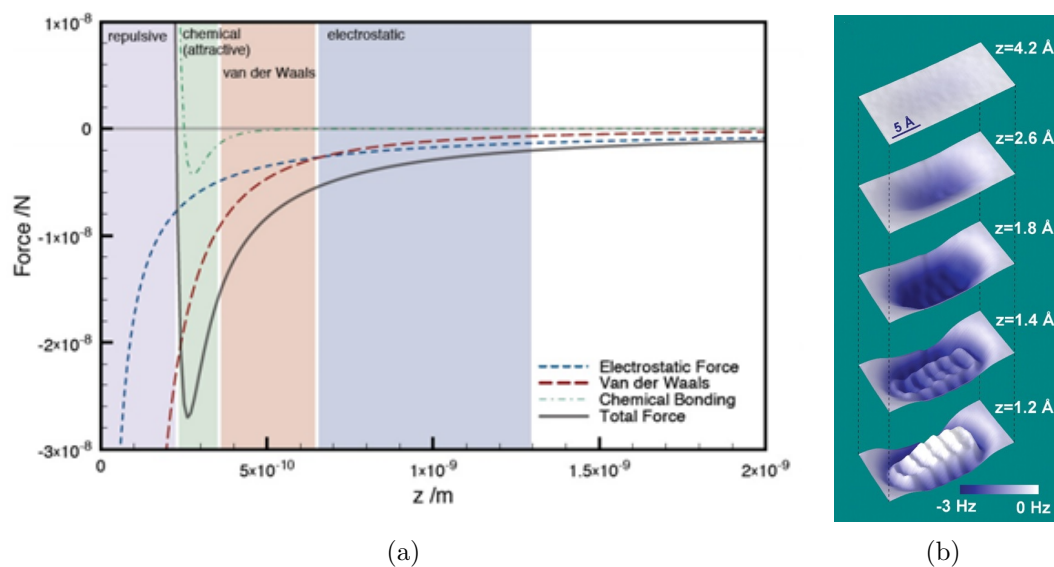 1×10⁻⁸
0
-1×10⁻⁸
-2×10⁻⁸
-3×10⁻⁸
Force /N
repulsive
chemical
(attractive)
van der Waals
electrostatic
Electrostatic Force
Van der Waals
Chemical Bonding
Total Force
0
5×10⁻¹⁰
1×10⁻⁹
1.5×10⁻⁹
2×10⁻⁹
z /m
(a)
z=4.2 Å
5 Å
z=2.6 Å
z=1.8 Å
z=1.4 Å
z=1.2 Å
-3 Hz
0 Hz
(b)